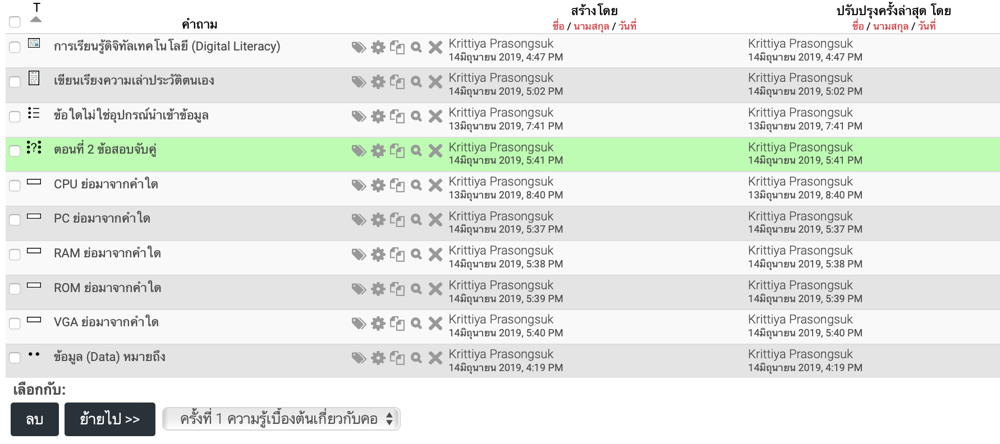 T
คำถาม
สร้างโดย
ชื่อ / นามสกุล / วันที่
ปรับปรุงครั้งล่าสุด โดย
ชื่อ / นามสกุล / วันที่
การเรียนรู้ดิจิทัลเทคโนโลยี (Digital Literacy)
Krittiya Prasongsuk
14มิถุนายน 2019, 4:47 PM
Krittiya Prasongsuk
14มิถุนายน 2019, 4:47 PM
เขียนเรียงความเล่าประวัติตนเอง
Krittiya Prasongsuk
14มิถุนายน 2019, 5:02 PM
Krittiya Prasongsuk
14มิถุนายน 2019, 5:02 PM
ข้อใดไม่ใช่อุปกรณ์นำเข้าข้อมูล
Krittiya Prasongsuk
13มิถุนายน 2019, 7:41 PM
Krittiya Prasongsuk
13มิถุนายน 2019, 7:41 PM
ตอนที่ 2 ข้อสอบจับคู่
Krittiya Prasongsuk
14มิถุนายน 2019, 5:41 PM
Krittiya Prasongsuk
14มิถุนายน 2019, 5:41 PM
CPU ย่อมาจากคำใด
Krittiya Prasongsuk
13มิถุนายน 2019, 8:40 PM
Krittiya Prasongsuk
13มิถุนายน 2019, 8:40 PM
PC ย่อมาจากคำใด
Krittiya Prasongsuk
14มิถุนายน 2019, 5:37 PM
Krittiya Prasongsuk
14มิถุนายน 2019, 5:37 PM
RAM ย่อมาจากคำใด
Krittiya Prasongsuk
14มิถุนายน 2019, 5:38 PM
Krittiya Prasongsuk
14มิถุนายน 2019, 5:38 PM
ROM ย่อมาจากคำใด
Krittiya Prasongsuk
14มิถุนายน 2019, 5:39 PM
Krittiya Prasongsuk
14มิถุนายน 2019, 5:39 PM
VGA ย่อมาจากคำใด
Krittiya Prasongsuk
14มิถุนายน 2019, 5:40 PM
Krittiya Prasongsuk
14มิถุนายน 2019, 5:40 PM
ข้อมูล (Data) หมายถึง
Krittiya Prasongsuk
14มิถุนายน 2019, 4:19 PM
Krittiya Prasongsuk
14มิถุนายน 2019, 4:19 PM
เลือกกับ:
ลบ
ย้ายไป >>
ครั้งที่ 1 ความรู้เบื้องต้นเกี่ยวกับคอ